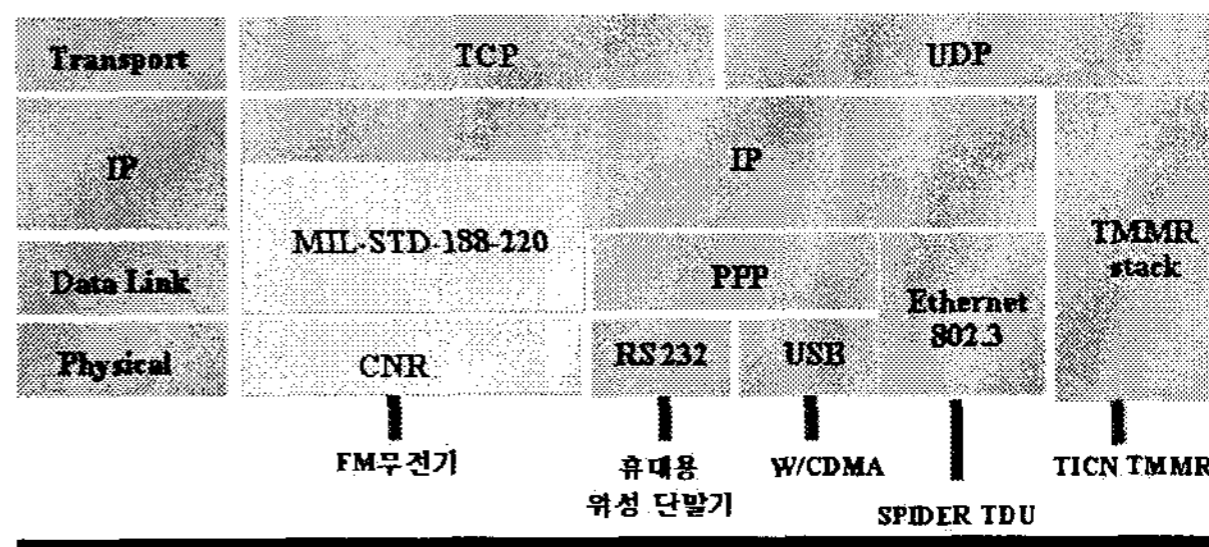 Transport
TCP
UDP
IP
IP
MIL-STD-188-220
TMMR
stack
Data Link
PPP
Ethernet
802.3
Physical
CNR
RS232
USB
FM무전기
휴대용
위성 단말기
W/CDMA
SPIDER TDU
TICN TMMR